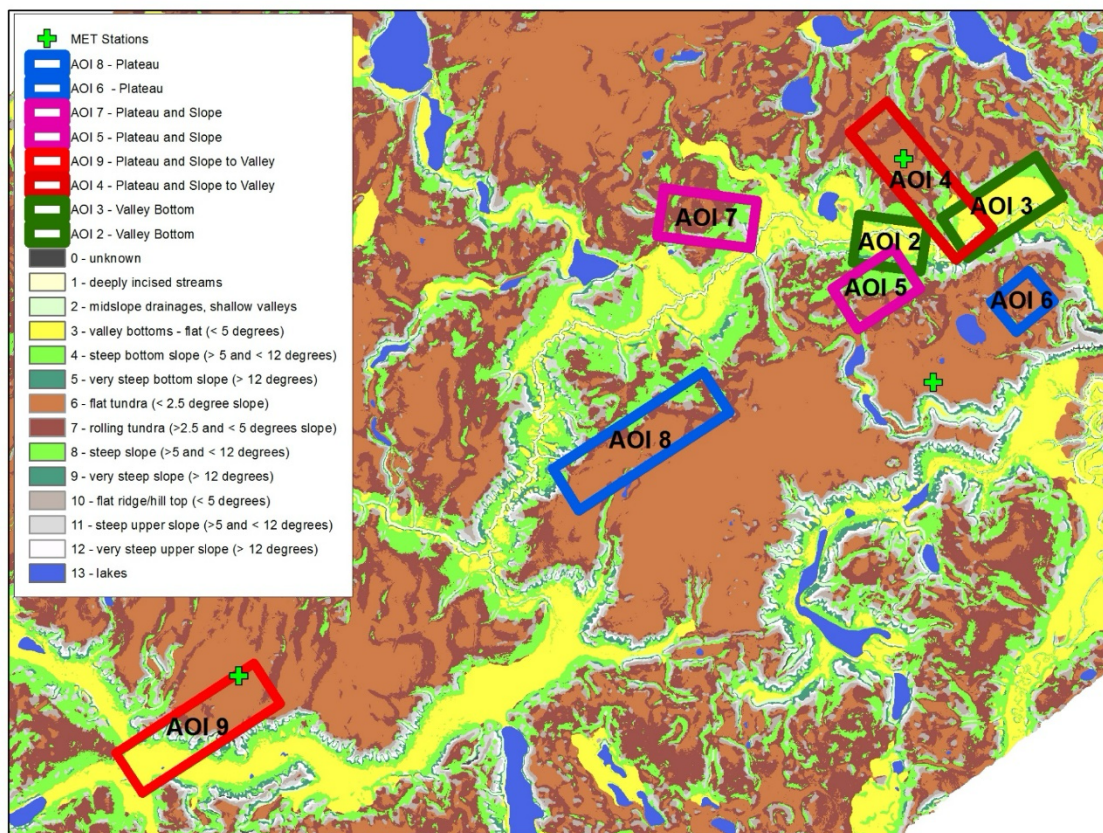 MET Stations
AOI 8 - Plateau
AOI 6 - Plateau
AOI 7 - Plateau and Slope
AOI 5 - Plateau and Slope
AOI 9 - Plateau and Slope to Valley
AOI 4 - Plateau and Slope to Valley
AOI 3 - Valley Bottom
AOI 2 - Valley Bottom
0 - unknown
1 - deeply incised streams
2 - midslope drainages, shallow valleys
3 - valley bottoms - flat (< 5 degrees)
4 - steep bottom slope (> 5 and < 12 degrees)
5 - very steep bottom slope (> 12 degrees)
6 - flat tundra (< 2.5 degree slope)
7 - rolling tundra (>2.5 and < 5 degrees slope)
8 - steep slope (>5 and < 12 degrees)
9 - very steep slope (> 12 degrees)
10 - flat ridge/hill top (< 5 degrees)
11 - steep upper slope (>5 and < 12 degrees)
12 - very steep upper slope (> 12 degrees)
13 - lakes
AOI 4
AOI 3
AOI 7
AOI 2
AOI 5
AOI 6
AOI 8
AOI 9